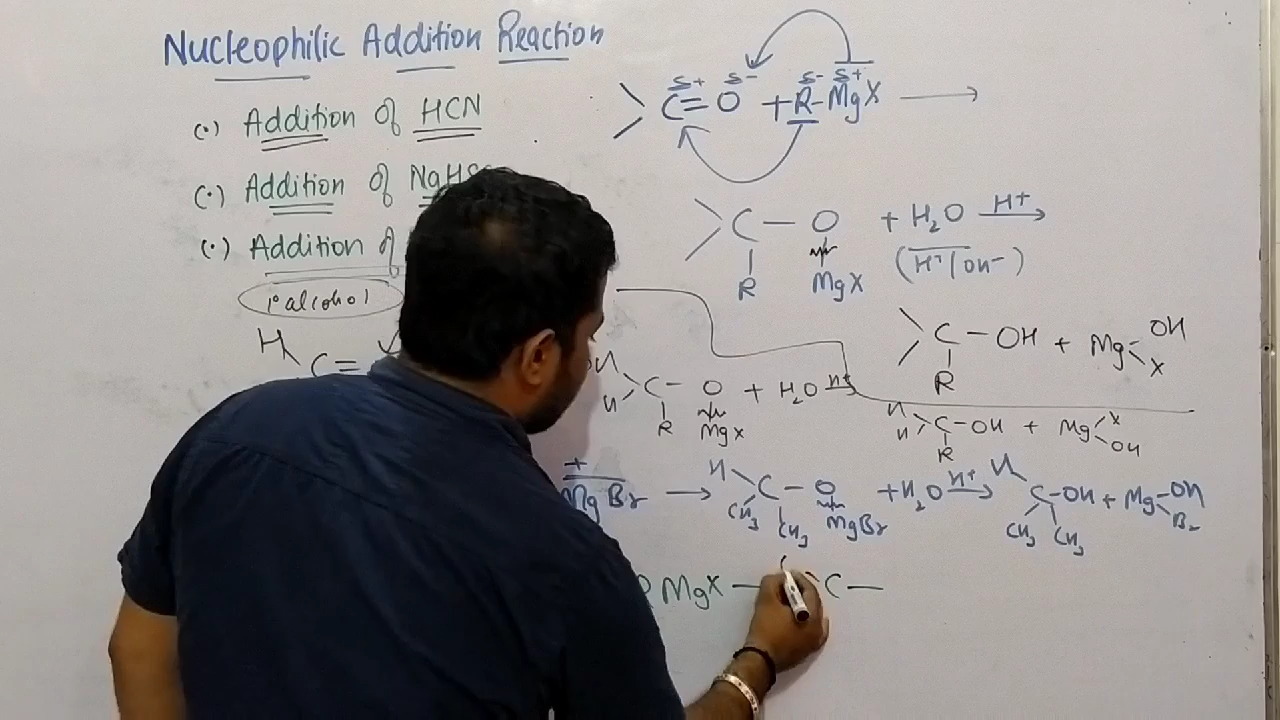 Nucleophilic Addition Reaction
(•) Addition of HCN
(•) Addition of
(•) Addition of
1° alcohol
H
C =
δ+ δ- δ- δ+
C = O + R - MgX ⟶
C — O + H₂O H⁺ ⟶
R MgX (H⁺/OH⁻)
C — OH + Mg OH
R X
H C — O + H₂O H⁺
H R MgX
H C — OH + Mg X
H R OH
+
MgBr ⟶ H C — O + H₂O H⁺ ⟶ H C — OH + Mg — OH
CH₃ CH₃ MgBr CH₃ CH₃ Br
MgX — C —